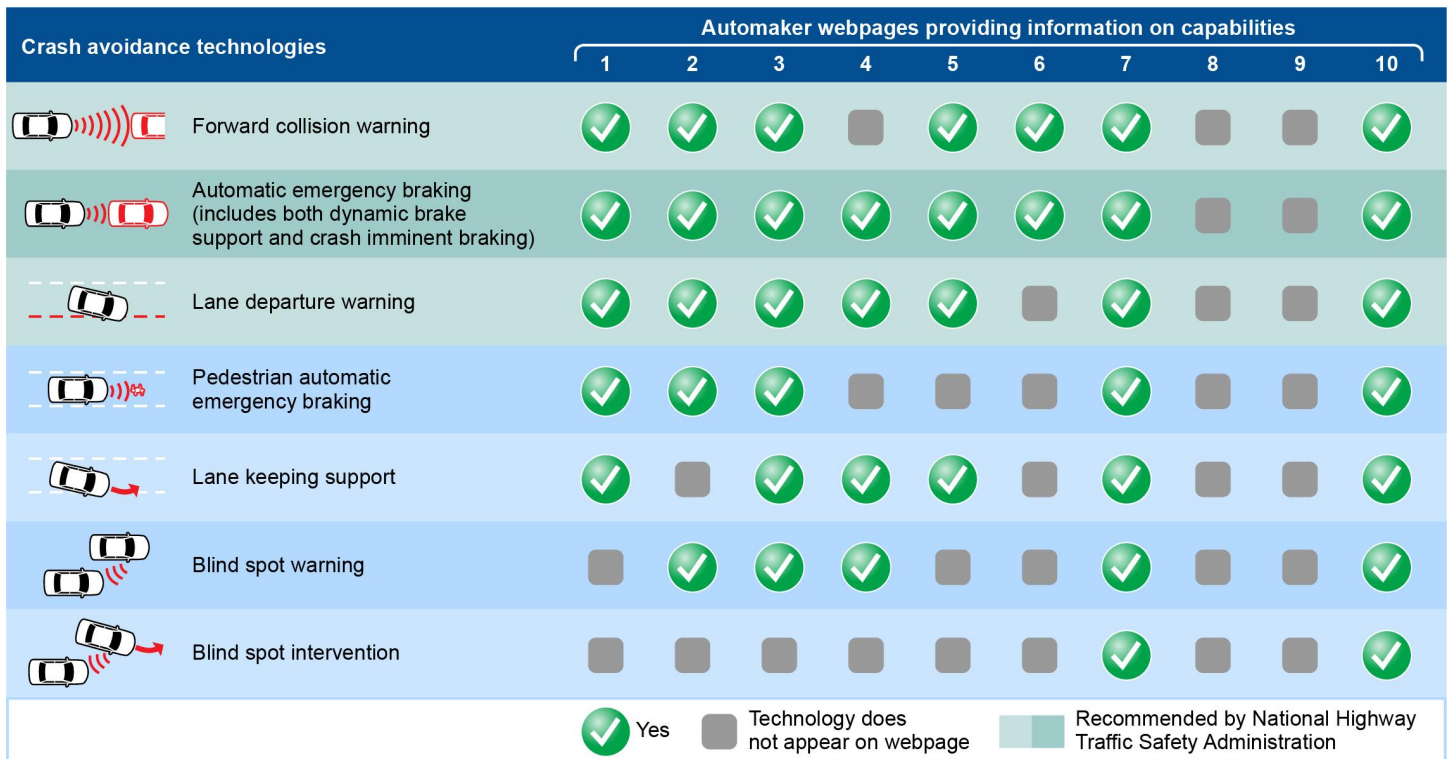 Crash avoidance technologies
Automaker webpages providing information on capabilities
1 2 3 4 5 6 7 8 9 10
Forward collision warning
Automatic emergency braking
(includes both dynamic brake
support and crash imminent braking)
Lane departure warning
Pedestrian automatic
emergency braking
Lane keeping support
Blind spot warning
Blind spot intervention
Yes
Technology does
not appear on webpage
Recommended by National Highway
Traffic Safety Administration